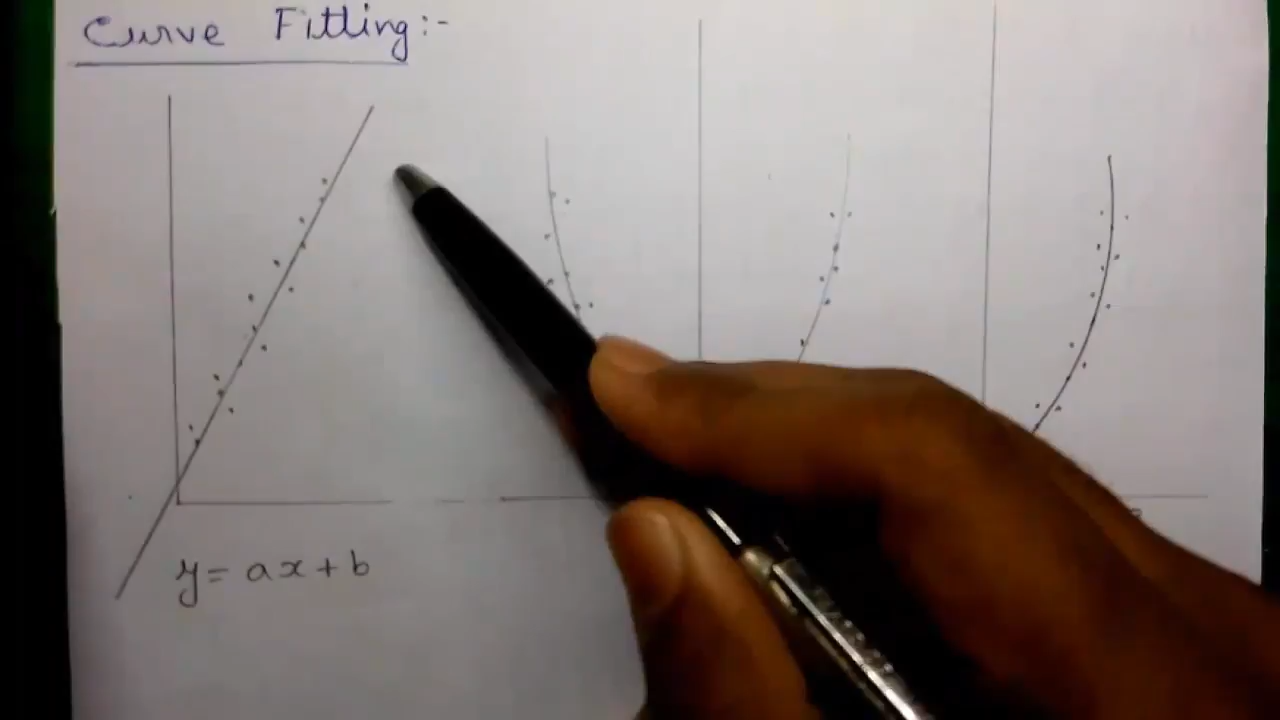 Curve Fitting:-
y = ax + b